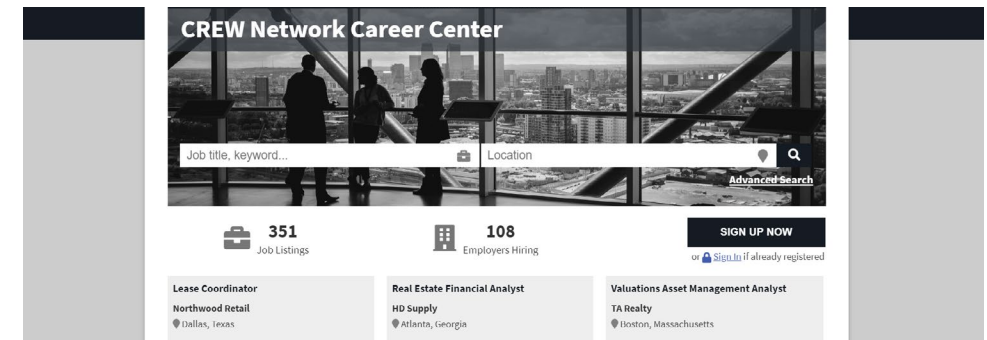 CREW Network Career Center
Job title, keyword...
Location
Advanced Search
351
Job Listings
108
Employers Hiring
SIGN UP NOW
or Sign In if already registered
Lease Coordinator
Northwood Retail
Dallas, Texas
Real Estate Financial Analyst
HD Supply
Atlanta, Georgia
Valuations Asset Management Analyst
TA Realty
Boston, Massachusetts